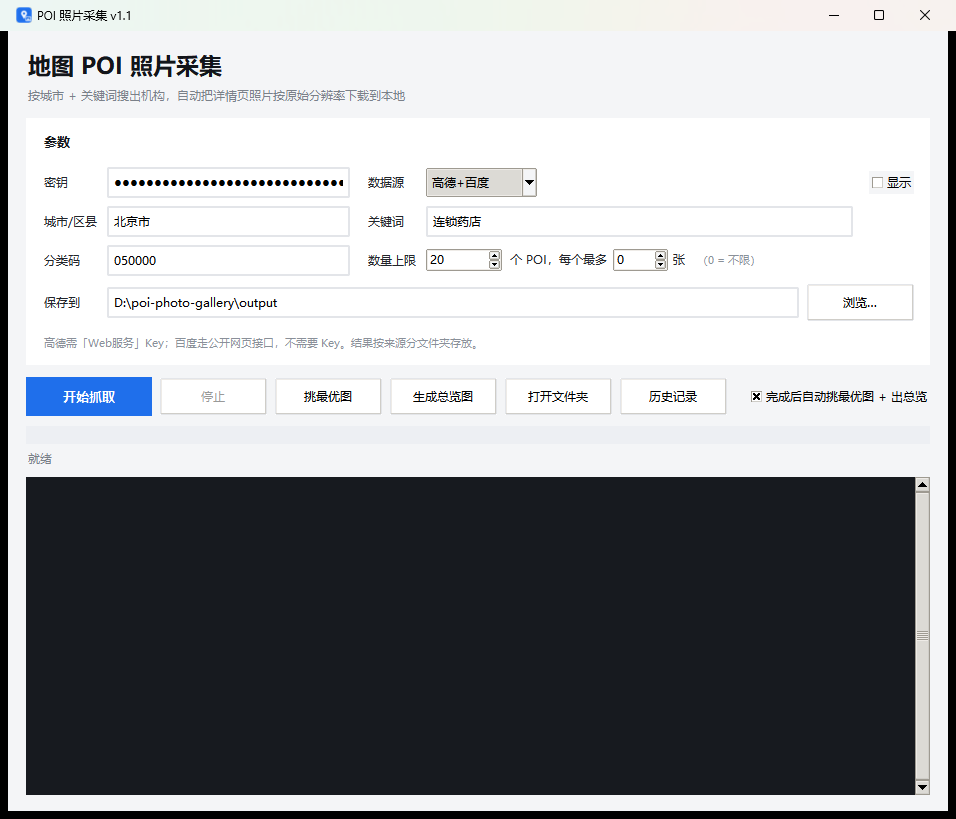 POI 照片采集 v1.1
地图 POI 照片采集
按城市 + 关键词搜出机构，自动把详情页照片按原始分辨率下载到本地
参数
密钥 ●●●●●●●●●●●●●●●●●●●●●●●●●●●●● 数据源 高德+百度 显示
城市/区县 北京市 关键词 连锁药店
分类码 050000 数量上限 20 个 POI，每个最多 0 张 (0 = 不限)
保存到 D:\poi-photo-gallery\output 浏览...
高德需「Web服务」Key；百度走公开网页接口，不需要 Key。结果按来源分文件夹存放。
开始抓取 停止 挑最优图 生成总览图 打开文件夹 历史记录 完成后自动挑最优图 + 出总览
就绪